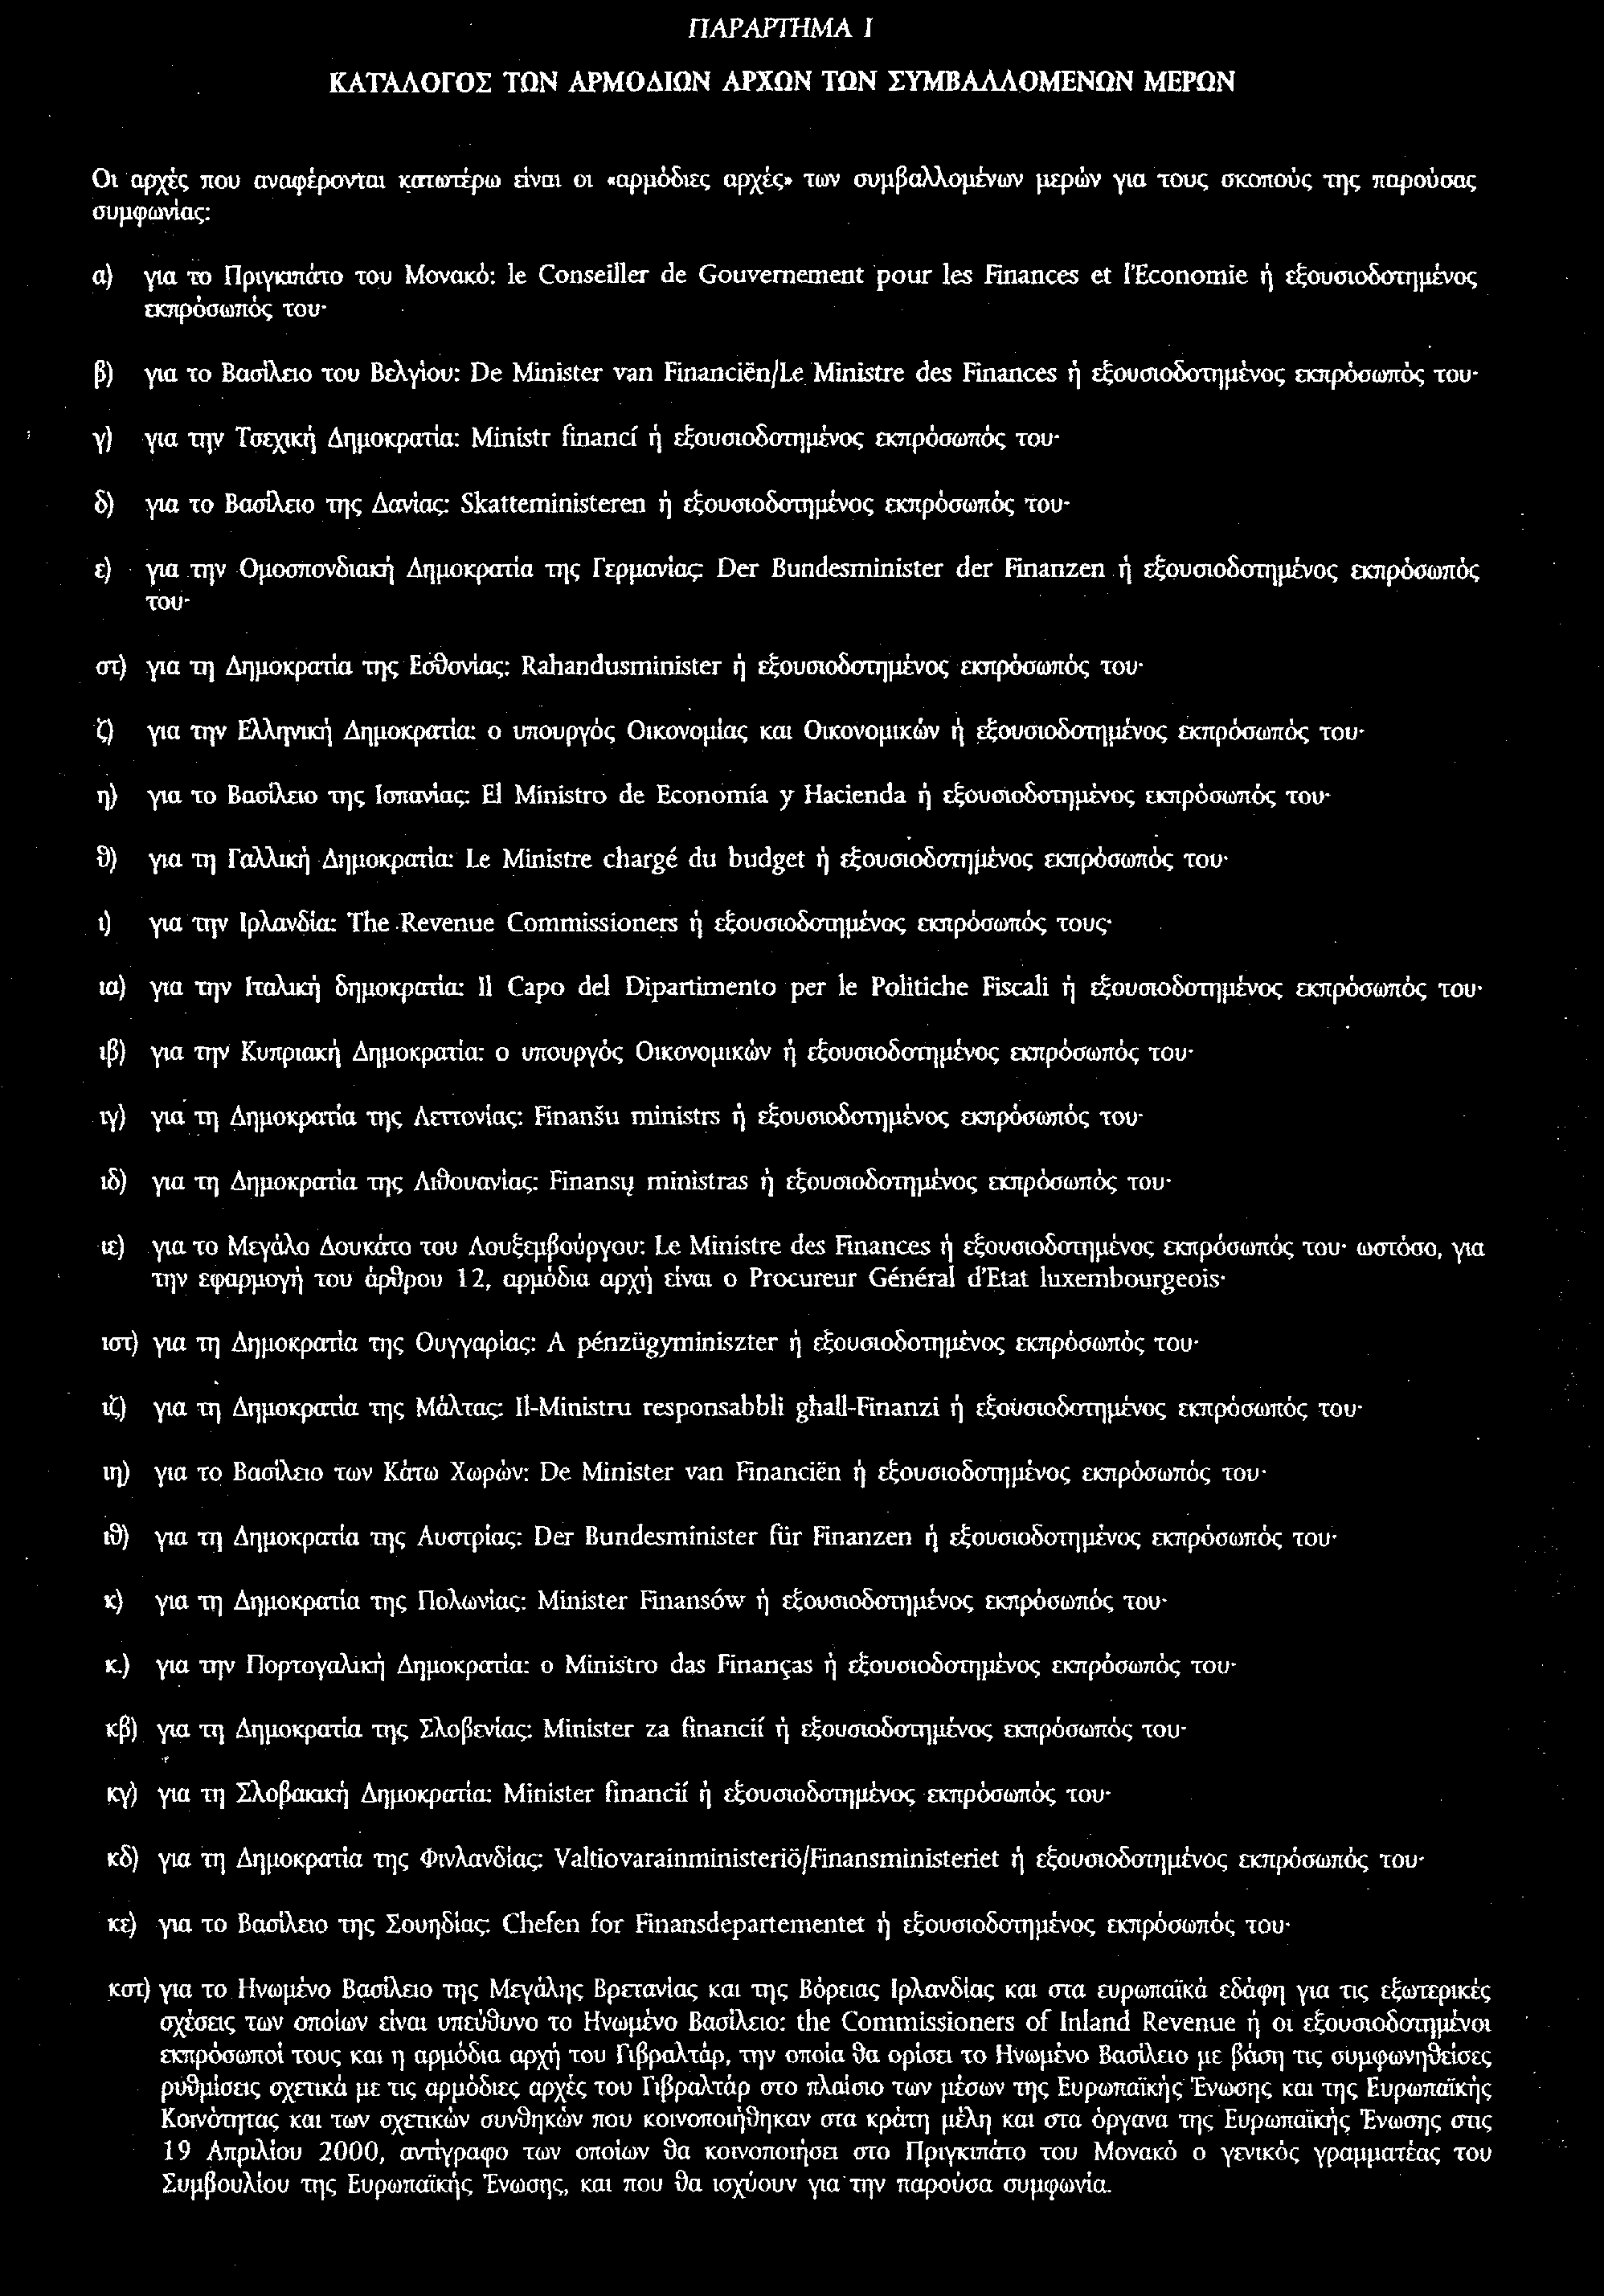 ΠΑΡΑΡΤΗΜΑ Ι
ΚΑΤΑΛΟΓΟΣ ΤΩΝ ΑΡΜΟΔΙΩΝ ΑΡΧΩΝ ΤΩΝ ΣΥΜΒΑΛΛΟΜΕΝΩΝ ΜΕΡΩΝ
Οι αρχές που αναφέρονται κατωτέρω είναι οι «αρμόδιες αρχές» των συμβαλλομένων μερών για τους σκοπούς της παρούσας
συμφωνίας:
α) για το Πριγκιπάτο του Μονακό: le Conseiller de Gouvernement pour les Finances et l'Economie ή εξουσιοδοτημένος
εκπρόσωπός του·
β) για το Βασίλειο του Βελγίου: De Minister van Financiën/Le Ministre des Finances ή εξουσιοδοτημένος εκπρόσωπός του·
γ) για την Τσεχική Δημοκρατία: Ministr financí ή εξουσιοδοτημένος εκπρόσωπός του·
δ) για το Βασίλειο της Δανίας: Skatteministeren ή εξουσιοδοτημένος εκπρόσωπός του·
ε) για την Ομοσπονδιακή Δημοκρατία της Γερμανίας: Der Bundesminister der Finanzen ή εξουσιοδοτημένος εκπρόσωπός
του·
στ) για τη Δημοκρατία της Εσθονίας: Rahandusminister ή εξουσιοδοτημένος εκπρόσωπός του·
ζ) για την Ελληνική Δημοκρατία: ο υπουργός Οικονομίας και Οικονομικών ή εξουσιοδοτημένος εκπρόσωπός του·
η) για το Βασίλειο της Ισπανίας: El Ministro de Economía y Hacienda ή εξουσιοδοτημένος εκπρόσωπός του·
θ) για τη Γαλλική Δημοκρατία: Le Ministre chargé du budget ή εξουσιοδοτημένος εκπρόσωπός του·
ι) για την Ιρλανδία: The Revenue Commissioners ή εξουσιοδοτημένος εκπρόσωπός τους·
ια) για την Ιταλική δημοκρατία: Il Capo del Dipartimento per le Politiche Fiscali ή εξουσιοδοτημένος εκπρόσωπός του·
ιβ) για την Κυπριακή Δημοκρατία: ο υπουργός Οικονομικών ή εξουσιοδοτημένος εκπρόσωπός του·
ιγ) για τη Δημοκρατία της Λεττονίας: Finanšu ministrs ή εξουσιοδοτημένος εκπρόσωπός του·
ιδ) για τη Δημοκρατία της Λιθουανίας: Finansų ministras ή εξουσιοδοτημένος εκπρόσωπός του·
ιε) για το Μεγάλο Δουκάτο του Λουξεμβούργου: Le Ministre des Finances ή εξουσιοδοτημένος εκπρόσωπός του· ωστόσο, για
την εφαρμογή του άρθρου 12, αρμόδια αρχή είναι ο Procureur Général d'Etat luxembourgeois·
ιστ) για τη Δημοκρατία της Ουγγαρίας: A pénzügyminiszter ή εξουσιοδοτημένος εκπρόσωπός του·
ιζ) για τη Δημοκρατία της Μάλτας: Il-Ministru responsabbli ghall-Finanzi ή εξουσιοδοτημένος εκπρόσωπός του·
ιη) για το Βασίλειο των Κάτω Χωρών: De Minister van Financiën ή εξουσιοδοτημένος εκπρόσωπός του·
ιθ) για τη Δημοκρατία της Αυστρίας: Der Bundesminister für Finanzen ή εξουσιοδοτημένος εκπρόσωπός του·
κ) για τη Δημοκρατία της Πολωνίας: Minister Finansów ή εξουσιοδοτημένος εκπρόσωπός του·
κ.) για την Πορτογαλική Δημοκρατία: ο Ministro das Finanças ή εξουσιοδοτημένος εκπρόσωπός του·
κβ) για τη Δημοκρατία της Σλοβενίας: Minister za financií ή εξουσιοδοτημένος εκπρόσωπός του·
κγ) για τη Σλοβακική Δημοκρατία: Minister financií ή εξουσιοδοτημένος εκπρόσωπός του·
κδ) για τη Δημοκρατία της Φινλανδίας: Valtiovarainministeriö/Finansministeriet ή εξουσιοδοτημένος εκπρόσωπός του·
κε) για το Βασίλειο της Σουηδίας: Chefen for Finansdepartementet ή εξουσιοδοτημένος εκπρόσωπός του·
κστ) για το Ηνωμένο Βασίλειο της Μεγάλης Βρετανίας και της Βόρειας Ιρλανδίας και στα ευρωπαϊκά εδάφη για τις εξωτερικές
σχέσεις των οποίων είναι υπεύθυνο το Ηνωμένο Βασίλειο: the Commissioners of Inland Revenue ή οι εξουσιοδοτημένοι
εκπρόσωποί τους και η αρμόδια αρχή του Γιβραλτάρ, την οποία θα ορίσει το Ηνωμένο Βασίλειο με βάση τις συμφωνηθείσες
ρυθμίσεις σχετικά με τις αρμόδιες αρχές του Γιβραλτάρ στο πλαίσιο των μέσων της Ευρωπαϊκής Ένωσης και της Ευρωπαϊκής
Κοινότητας και των σχετικών συνθηκών που κοινοποιήθηκαν στα κράτη μέλη και στα όργανα της Ευρωπαϊκής Ένωσης στις
19 Απριλίου 2000, αντίγραφο των οποίων θα κοινοποιήσει στο Πριγκιπάτο του Μονακό ο γενικός γραμματέας του
Συμβουλίου της Ευρωπαϊκής Ένωσης, και που θα ισχύουν για την παρούσα συμφωνία.